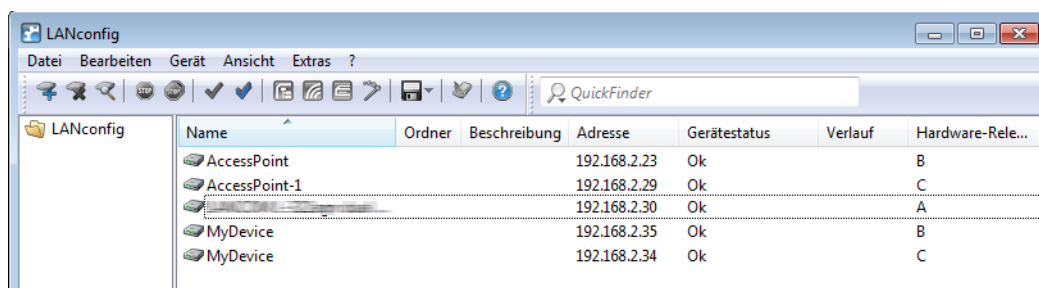 LANconfig
Datei Bearbeiten Gerät Ansicht Extras ?
QuickFinder
LANconfig
Name Ordner Beschreibung Adresse Gerätestatus Verlauf Hardware-Rele...
AccessPoint 192.168.2.23 Ok B
AccessPoint-1 192.168.2.29 Ok C
192.168.2.30 Ok A
MyDevice 192.168.2.35 Ok B
MyDevice 192.168.2.34 Ok C